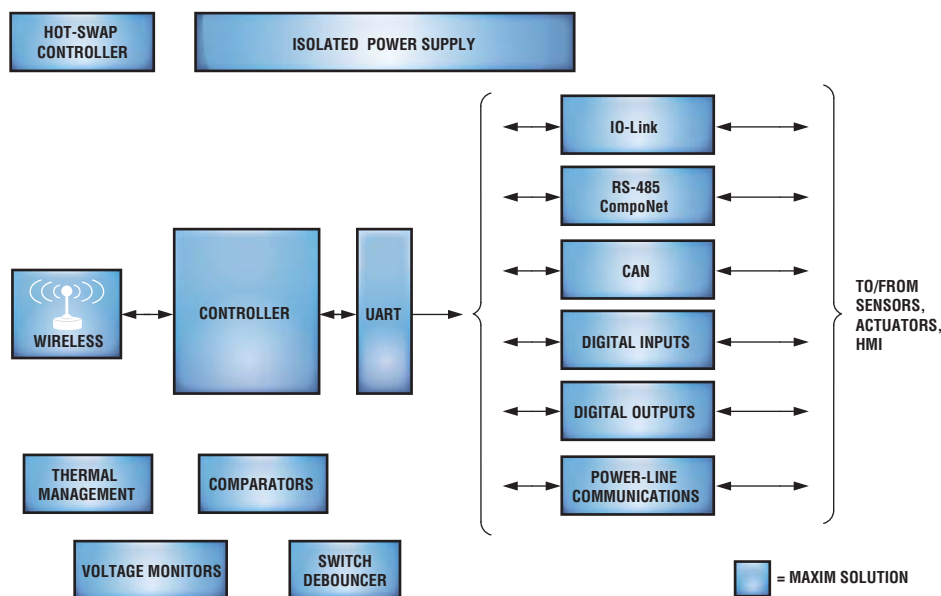 HOT-SWAP
CONTROLLER
ISOLATED POWER SUPPLY
IO-Link
RS-485
CompoNet
CAN
DIGITAL INPUTS
DIGITAL OUTPUTS
POWER-LINE
COMMUNICATIONS
WIRELESS
CONTROLLER
UART
TO/FROM
SENSORS,
ACTUATORS,
HMI
THERMAL
MANAGEMENT
COMPARATORS
VOLTAGE MONITORS
SWITCH
DEBOUNCER
= MAXIM SOLUTION